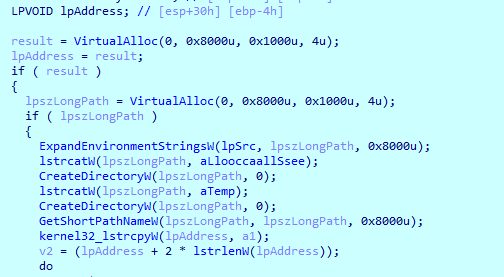 LPVOID lpAddress; // [esp+30h] [ebp-4h]
result = VirtualAlloc(0, 0x8000u, 0x1000u, 4u);
lpAddress = result;
if ( result )
{
lpszLongPath = VirtualAlloc(0, 0x8000u, 0x1000u, 4u);
if ( lpszLongPath )
{
ExpandEnvironmentStringsW(lpSrc, lpszLongPath, 0x8000u);
lstrcatW(lpszLongPath, aLlooccaallSsee);
CreateDirectoryW(lpszLongPath, 0);
lstrcatW(lpszLongPath, aTemp);
CreateDirectoryW(lpszLongPath, 0);
GetShortPathNameW(lpszLongPath, lpszLongPath, 0x8000u);
kernel32_lstrcpyW(lpAddress, a1);
v2 = (lpAddress + 2 * lstrlenW(lpAddress));
do